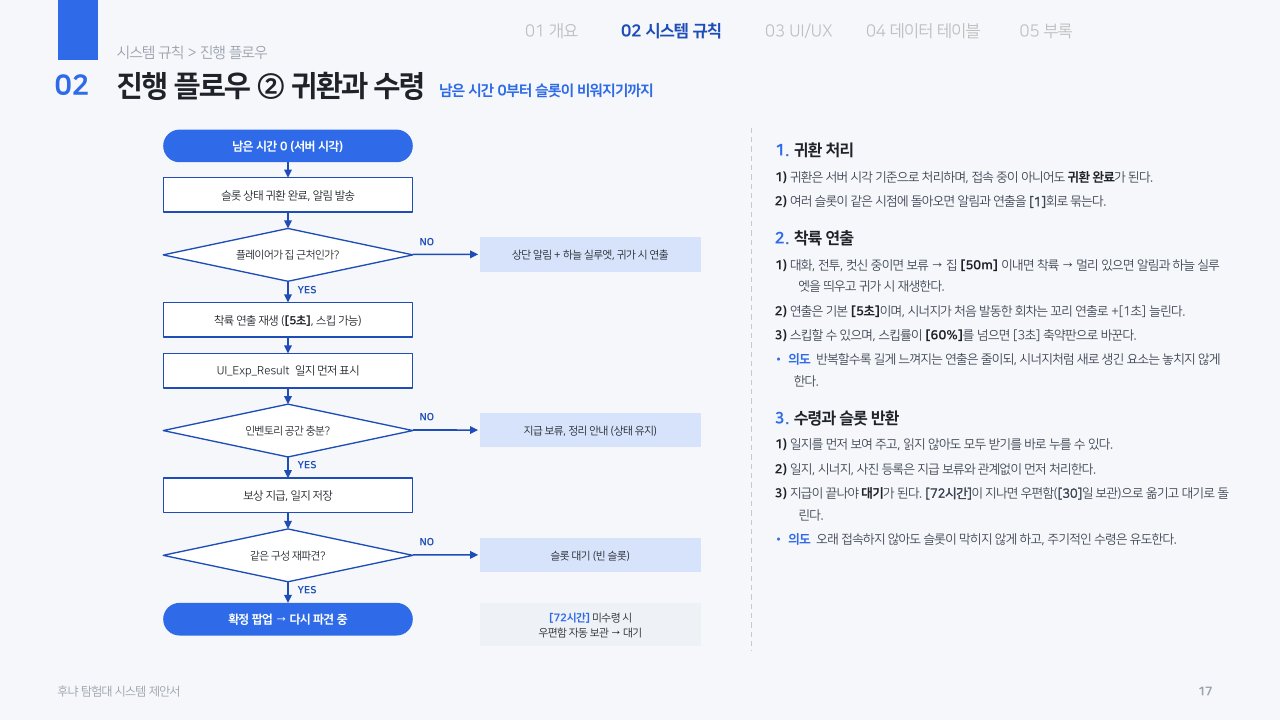 01 개요
02 시스템 규칙
03 UI/UX
04 데이터 테이블
05 부록
시스템 규칙 > 진행 플로우
02 진행 플로우 ② 귀환과 수령 남은 시간 0부터 슬롯이 비워지기까지
남은 시간 0 (서버 시각)
슬롯 상태 귀환 완료, 알림 발송
플레이어가 집 근처인가?
NO
상단 알림 + 하늘 실루엣, 귀가 시 연출
YES
착륙 연출 재생 ([5초], 스킵 가능)
UI_Exp_Result 일지 먼저 표시
인벤토리 공간 충분?
NO
지급 보류, 정리 안내 (상태 유지)
YES
보상 지급, 일지 저장
같은 구성 재파견?
NO
슬롯 대기 (빈 슬롯)
YES
확정 팝업 → 다시 파견 중
[72시간] 미수령 시
우편함 자동 보관 → 대기
1. 귀환 처리
1) 귀환은 서버 시각 기준으로 처리하며, 접속 중이 아니어도 귀환 완료가 된다.
2) 여러 슬롯이 같은 시점에 돌아오면 알림과 연출을 [1]회로 묶는다.
2. 착륙 연출
1) 대화, 전투, 컷신 중이면 보류 → 집 [50m] 이내면 착륙 → 멀리 있으면 알림과 하늘 실루
엣을 띄우고 귀가 시 재생한다.
2) 연출은 기본 [5초]이며, 시너지가 처음 발동한 회차는 꼬리 연출로 +[1초] 늘린다.
3) 스킵할 수 있으며, 스킵률이 [60%]를 넘으면 [3초] 축약판으로 바꾼다.
• 의도 반복할수록 길게 느껴지는 연출은 줄이되, 시너지처럼 새로 생긴 요소는 놓치지 않게
한다.
3. 수령과 슬롯 반환
1) 일지를 먼저 보여 주고, 읽지 않아도 모두 받기를 바로 누를 수 있다.
2) 일지, 시너지, 사진 등록은 지급 보류와 관계없이 먼저 처리한다.
3) 지급이 끝나야 대기가 된다. [72시간]이 지나면 우편함([30]일 보관)으로 옮기고 대기로 돌
린다.
• 의도 오래 접속하지 않아도 슬롯이 막히지 않게 하고, 주기적인 수령은 유도한다.
후냐 탐험대 시스템 제안서
17